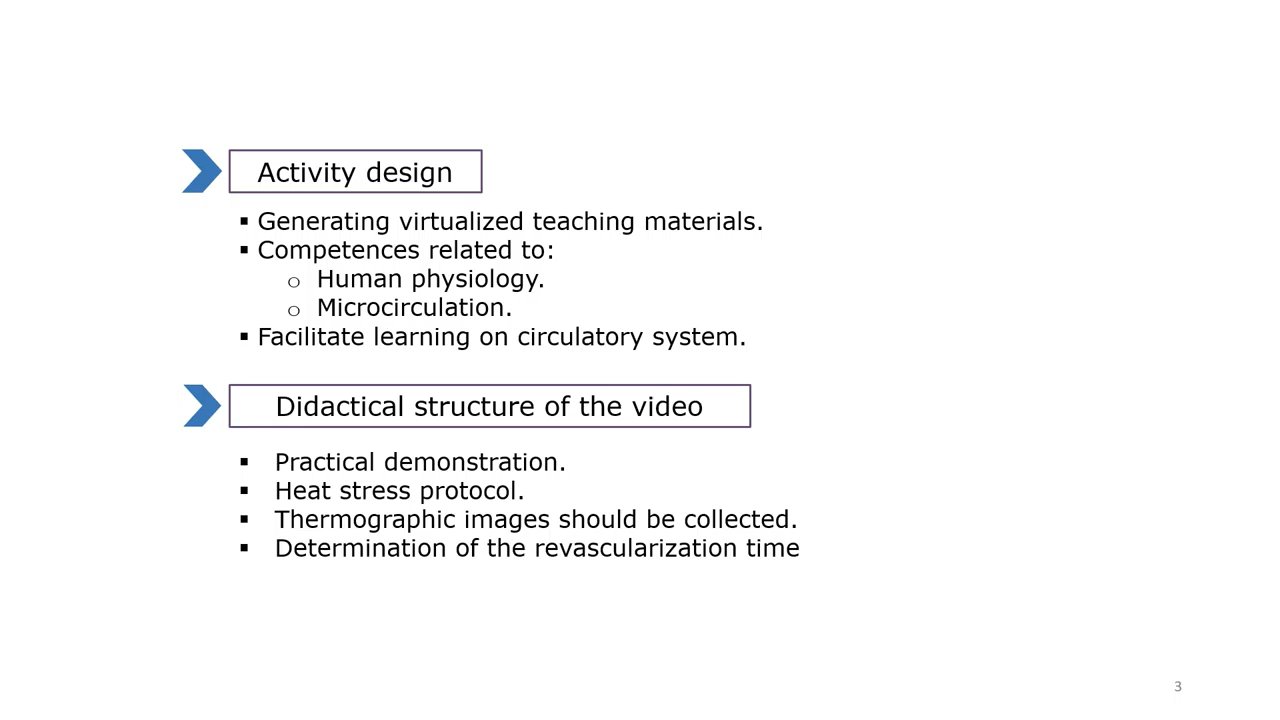 Activity design
▪ Generating virtualized teaching materials.
▪ Competences related to:
o Human physiology.
o Microcirculation.
▪ Facilitate learning on circulatory system.
Didactical structure of the video
▪ Practical demonstration.
▪ Heat stress protocol.
▪ Thermographic images should be collected.
▪ Determination of the revascularization time
3